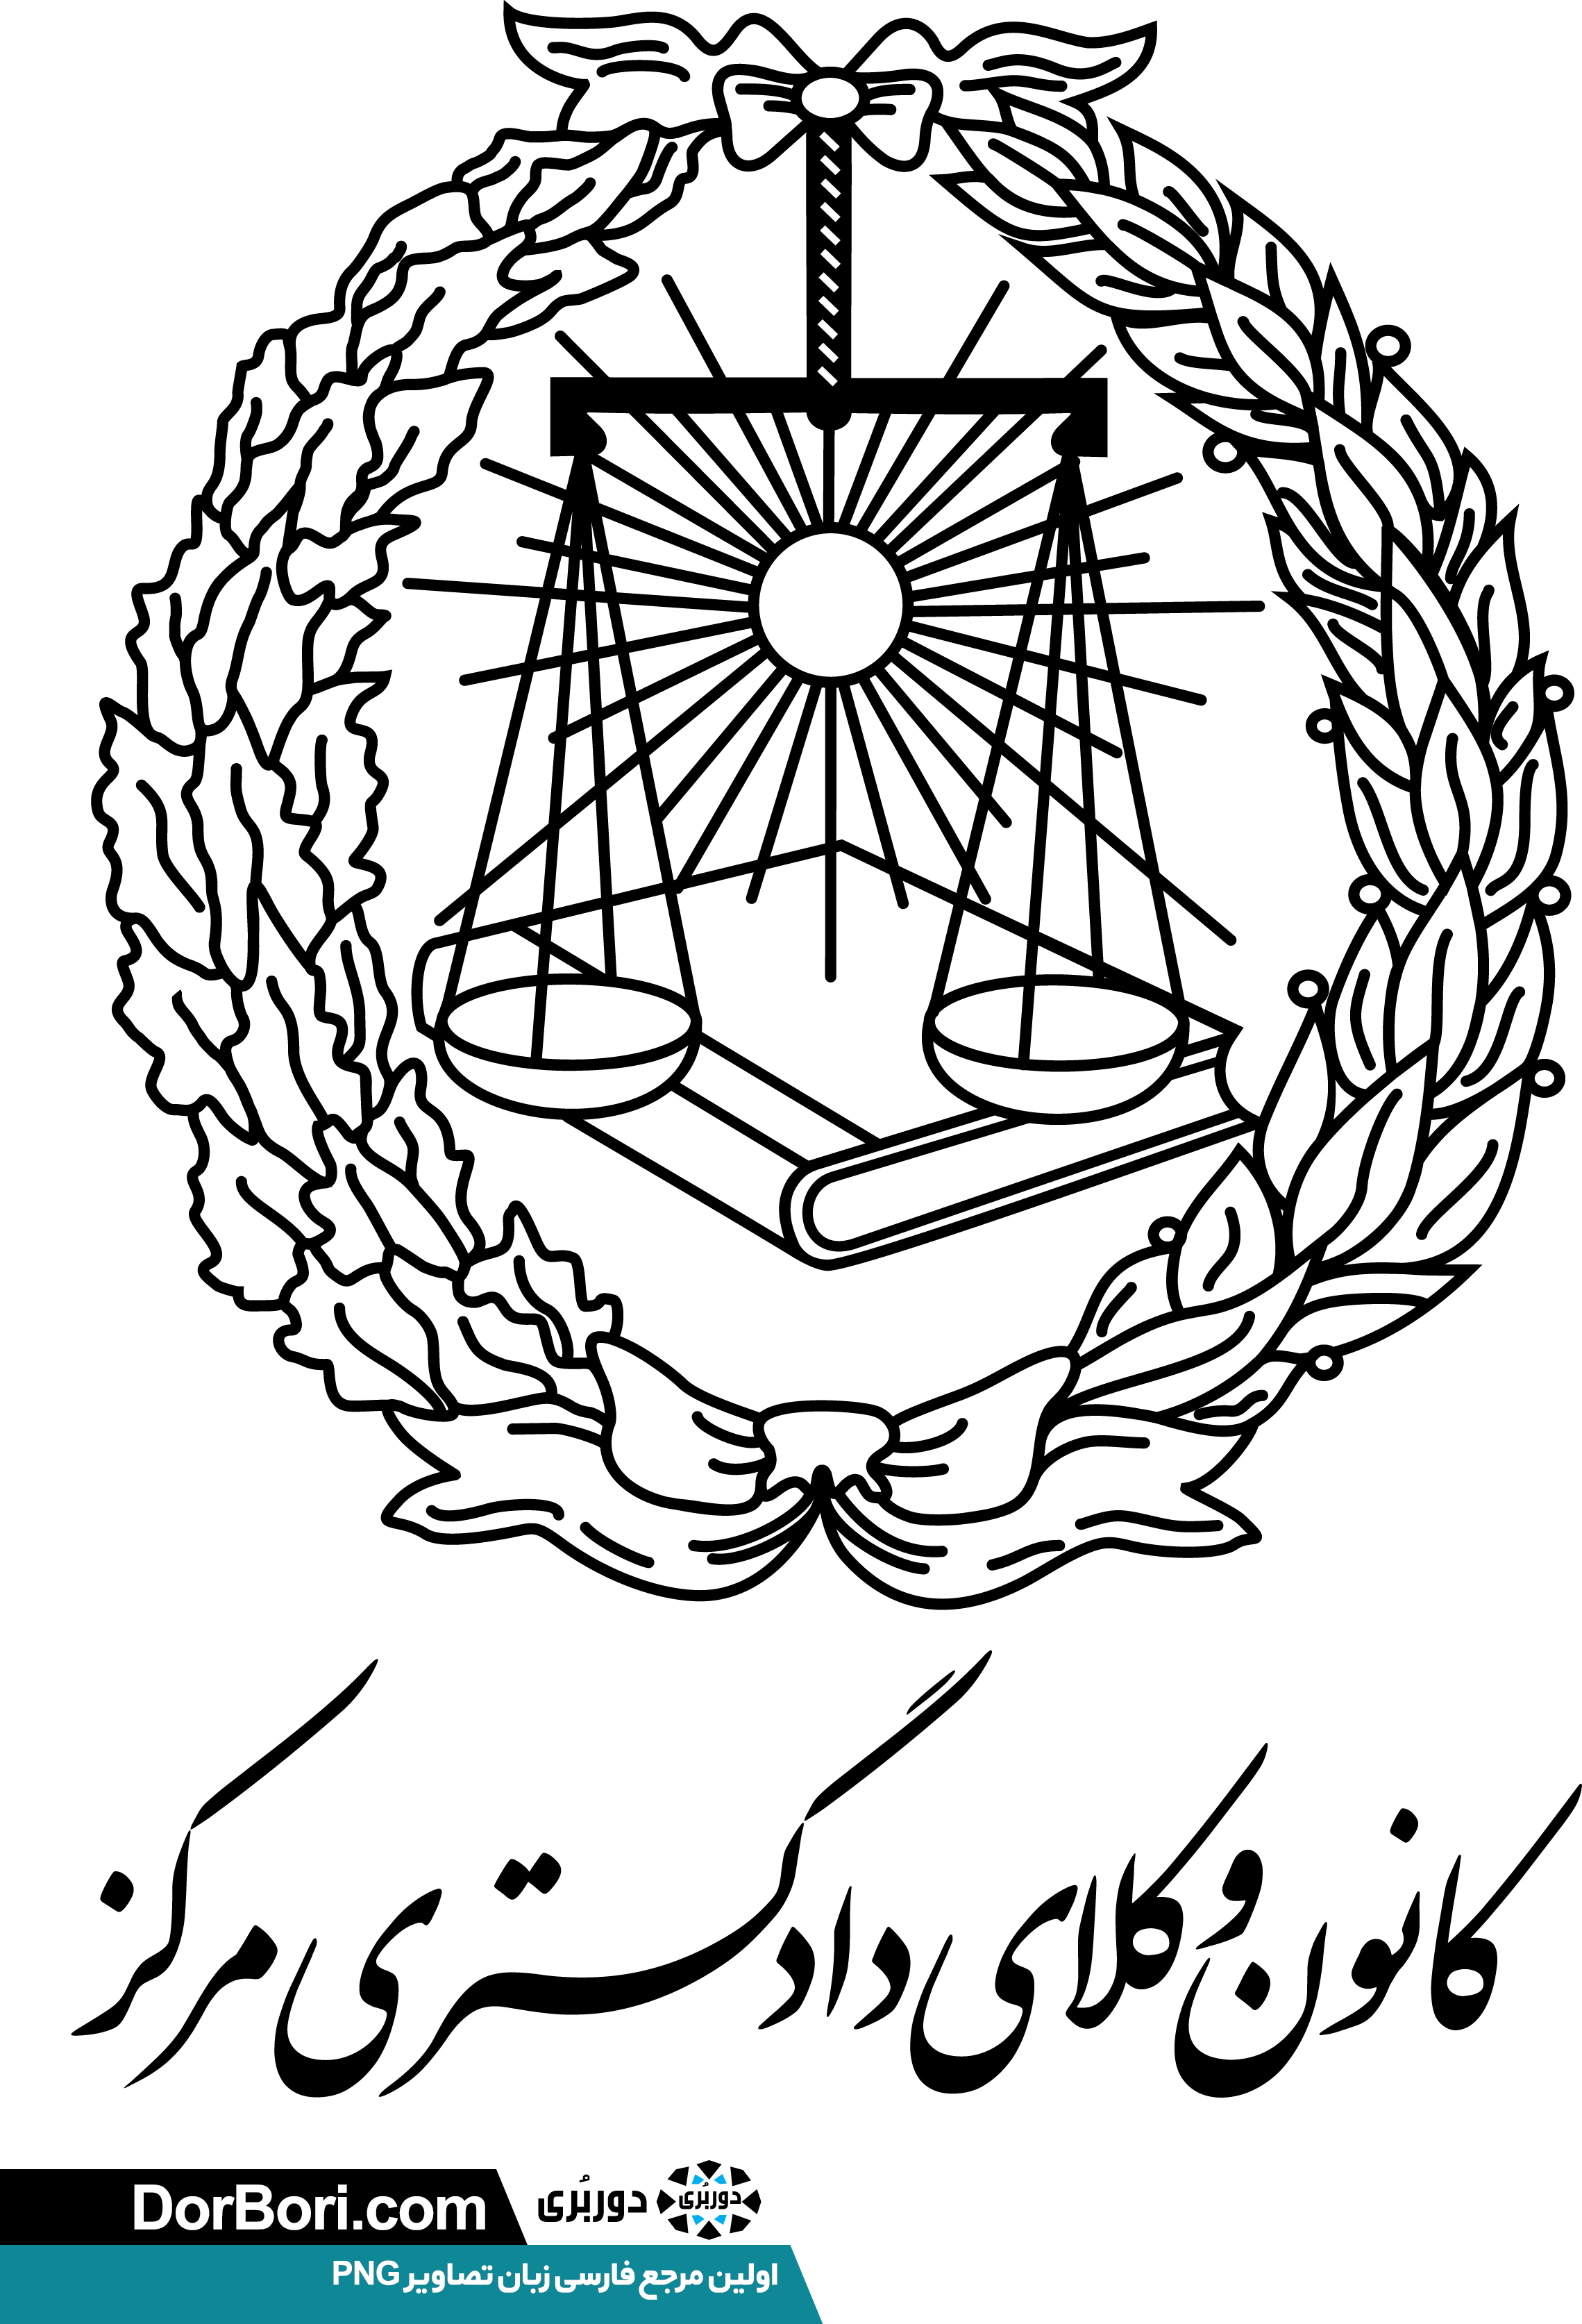 کانون وکلای دادگستری مرکز
DorBori.com
دوربُری
دوربُری
اولین مرجع فارسی زبان تصاویر PNG